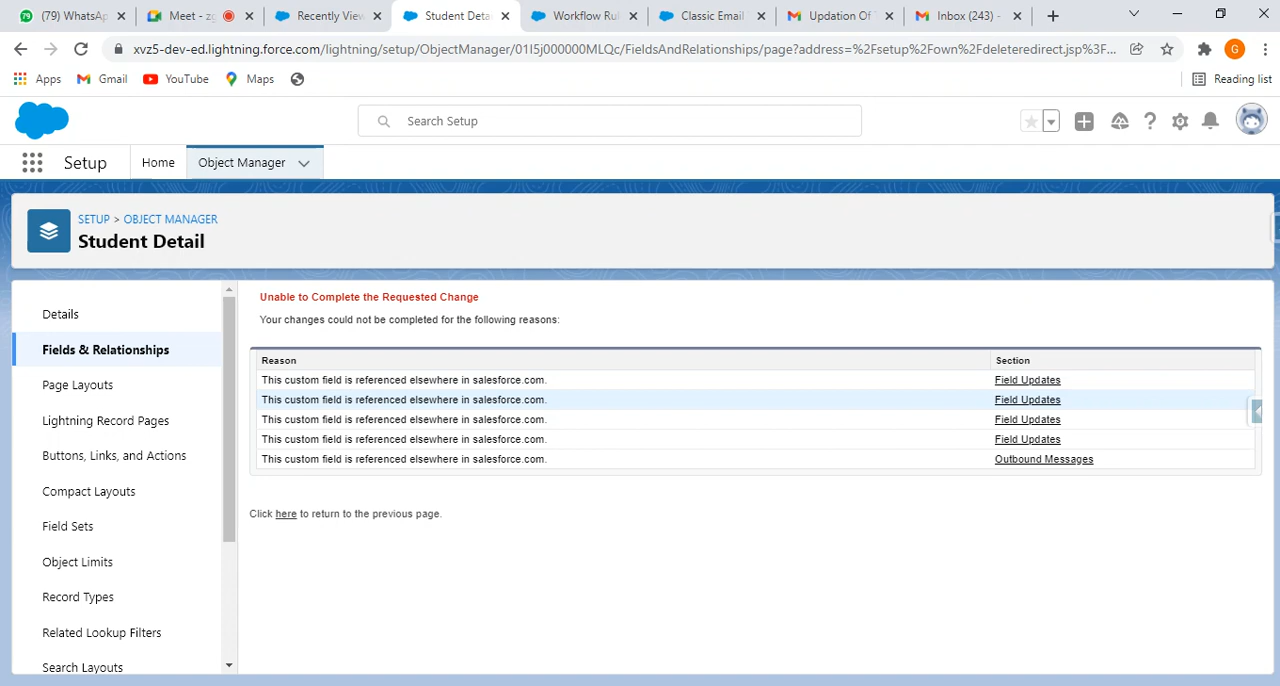 (79) WhatsAp
Meet - zg
Recently View
Student Deta
Workflow Rul
Classic Email
Updation Of
Inbox (243) -
xvz5-dev-ed.lightning.force.com/lightning/setup/ObjectManager/01I5j000000MLQc/FieldsAndRelationships/page?address=%2Fsetup%2Fown%2Fdeleteredirect.jsp%3F...
G
Apps
Gmail
YouTube
Maps
Reading list
Search Setup
Setup
Home
Object Manager
SETUP > OBJECT MANAGER
Student Detail
Details
Fields & Relationships
Page Layouts
Lightning Record Pages
Buttons, Links, and Actions
Compact Layouts
Field Sets
Object Limits
Record Types
Related Lookup Filters
Search Layouts
Unable to Complete the Requested Change
Your changes could not be completed for the following reasons:
Reason Section
This custom field is referenced elsewhere in salesforce.com. Field Updates
This custom field is referenced elsewhere in salesforce.com. Field Updates
This custom field is referenced elsewhere in salesforce.com. Field Updates
This custom field is referenced elsewhere in salesforce.com. Field Updates
This custom field is referenced elsewhere in salesforce.com. Outbound Messages
Click here to return to the previous page.